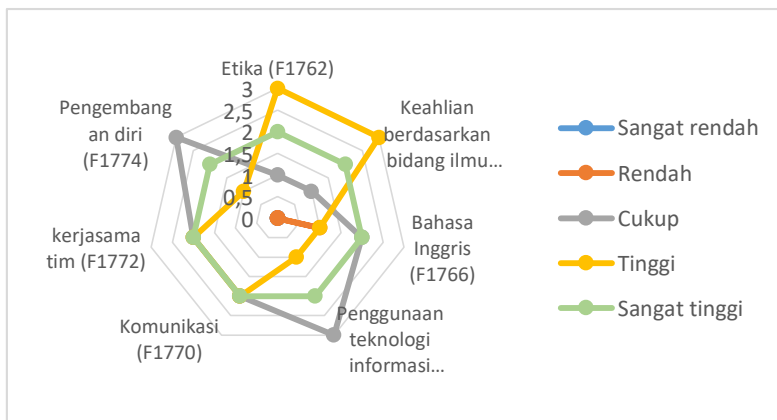 Etika (F1762)
3
2,5
2
1,5
1
0,5
0
Keahlian
berdasarkan
bidang ilmu...
Bahasa
Inggris
(F1766)
Penggunaan
teknologi
informasi...
Komunikasi
(F1770)
kerjasama
tim (F1772)
Pengembang
an diri
(F1774)
Sangat rendah
Rendah
Cukup
Tinggi
Sangat tinggi